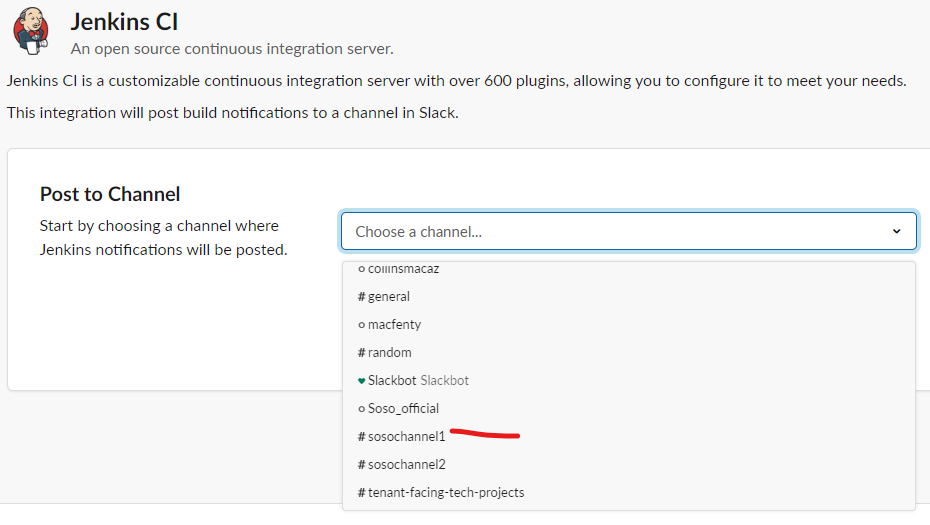 Jenkins CI
An open source continuous integration server.
Jenkins CI is a customizable continuous integration server with over 600 plugins, allowing you to configure it to meet your needs.
This integration will post build notifications to a channel in Slack.
Post to Channel
Start by choosing a channel where
Jenkins notifications will be posted.
Choose a channel...
collinsmacaz
# general
macfenty
# random
Slackbot Slackbot
Soso_official
# sosochannel1
# sosochannel2
# tenant-facing-tech-projects